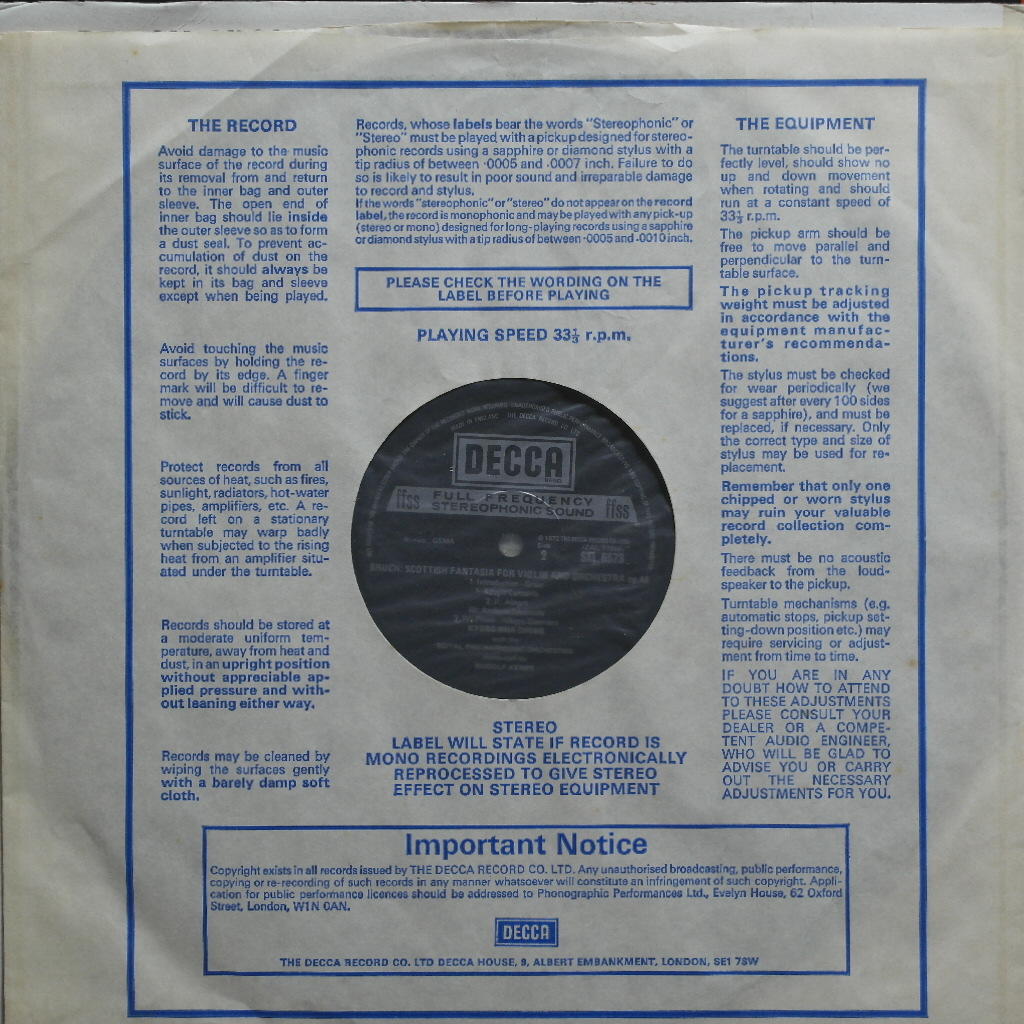 THE RECORD
Avoid damage to the music
surface of the record during
its removal from and return
to the inner bag and outer
sleeve. The open end of
inner bag should lie inside
the outer sleeve so as to form
a dust seal. To prevent ac-
cumulation of dust on the
record, it should always be
kept in its bag and sleeve
except when being played.
Avoid touching the music
surfaces by holding the re-
cord by its edge. A finger
mark will be difficult to re-
move and will cause dust to
stick.
Protect records from all
sources of heat, such as fires,
sunlight, radiators, hot-water
pipes, amplifiers, etc. A re-
cord left on a stationary
turntable may warp badly
when subjected to the rising
heat from an amplifier situ-
ated under the turntable.
Records should be stored at
a moderate uniform tem-
perature, away from heat and
dust, in an upright position
without appreciable ap-
plied pressure and with-
out leaning either way.
Records may be cleaned by
wiping the surfaces gently
with a barely damp soft
cloth.
Records, whose labels bear the words "Stereophonic" or
"Stereo" must be played with a pickup designed for stereo-
phonic records using a sapphire or diamond stylus with a
tip radius of between ·0005 and ·0007 inch. Failure to do
so is likely to result in poor sound and irreparable damage
to record and stylus.
If the words "stereophonic" or "stereo" do not appear on the record
label, the record is monophonic and may be played with any pick-up
(stereo or mono) designed for long-playing records using a sapphire
or diamond stylus with a tip radius of between ·0005 and ·0010 inch.
PLEASE CHECK THE WORDING ON THE
LABEL BEFORE PLAYING
PLAYING SPEED 33⅓ r.p.m.
DECCA
ffss FULL FREQUENCY ffss
STEREOPHONIC SOUND
2
BRUCH: SCOTTISH FANTASIA FOR VIOLIN AND ORCHESTRA
ROYAL PHILHARMONIC ORCHESTRA
RUDOLF KEMPE
STEREO
LABEL WILL STATE IF RECORD IS
MONO RECORDINGS ELECTRONICALLY
REPROCESSED TO GIVE STEREO
EFFECT ON STEREO EQUIPMENT
THE EQUIPMENT
The turntable should be per-
fectly level, should show no
up and down movement
when rotating and should
run at a constant speed of
33⅓ r.p.m.
The pickup arm should be
free to move parallel and
perpendicular to the turn-
table surface.
The pickup tracking
weight must be adjusted
in accordance with the
equipment manufac-
turer's recommenda-
tions.
The stylus must be checked
for wear periodically (we
suggest after every 100 sides
for a sapphire), and must be
replaced, if necessary. Only
the correct type and size of
stylus may be used for re-
placement.
Remember that only one
chipped or worn stylus
may ruin your valuable
record collection com-
pletely.
There must be no acoustic
feedback from the loud-
speaker to the pickup.
Turntable mechanisms (e.g.
automatic stops, pickup set-
ting-down position etc.) may
require servicing or adjust-
ment from time to time.
IF YOU ARE IN ANY
DOUBT HOW TO ATTEND
TO THESE ADJUSTMENTS
PLEASE CONSULT YOUR
DEALER OR A COMPE-
TENT AUDIO ENGINEER,
WHO WILL BE GLAD TO
ADVISE YOU OR CARRY
OUT THE NECESSARY
ADJUSTMENTS FOR YOU.
Important Notice
Copyright exists in all records issued by THE DECCA RECORD CO. LTD. Any unauthorised broadcasting, public performance,
copying or re-recording of such records in any manner whatsoever will constitute an infringement of such copyright. Appli-
cation for public performance licences should be addressed to Phonographic Performances Ltd., Evelyn House, 62 Oxford
Street, London, W1N 0AN.
DECCA
THE DECCA RECORD CO. LTD DECCA HOUSE, 9, ALBERT EMBANKMENT, LONDON, SE1 7SW